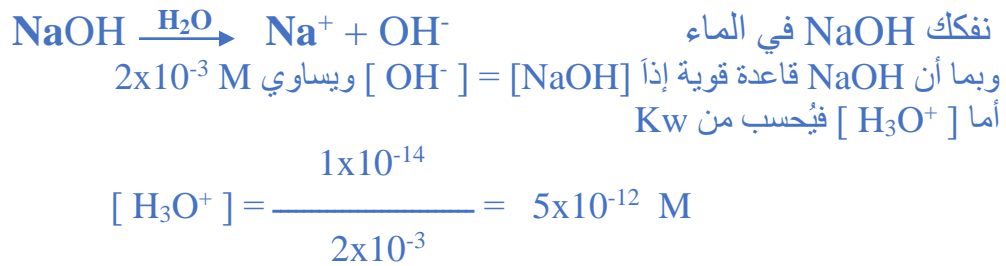 نفكك NaOH في الماء
NaOH H₂O Na⁺ + OH⁻
وبما أن NaOH قاعدة قوية إذاَ [NaOH] = [ OH⁻ ] ويساوي 2x10⁻³ M
أما [ H₃O⁺ ] فيُحسب من Kw
1x10⁻¹⁴
[ H₃O⁺ ] = ـــــــــــــــــــــ = 5x10⁻¹² M
2x10⁻³